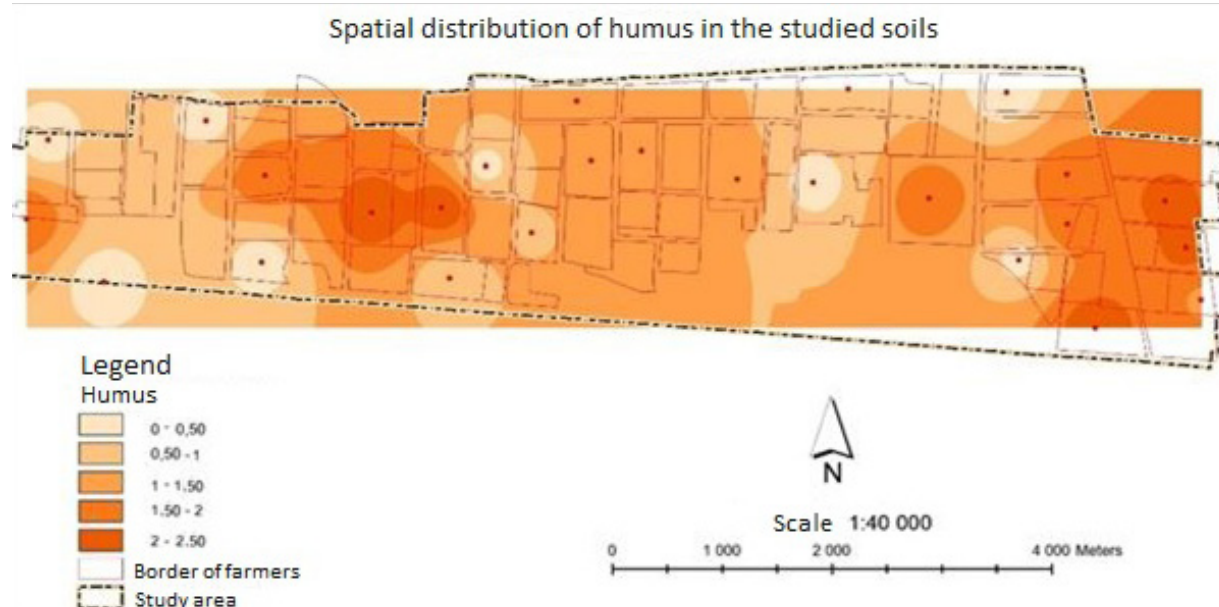 Spatial distribution of humus in the studied soils
Legend
Humus
0 - 0,50
0,50 - 1
1 - 1.50
1.50 - 2
2 - 2.50
Border of farmers
Study area
N
Scale 1:40 000
0 1 000 2 000 4 000 Meters